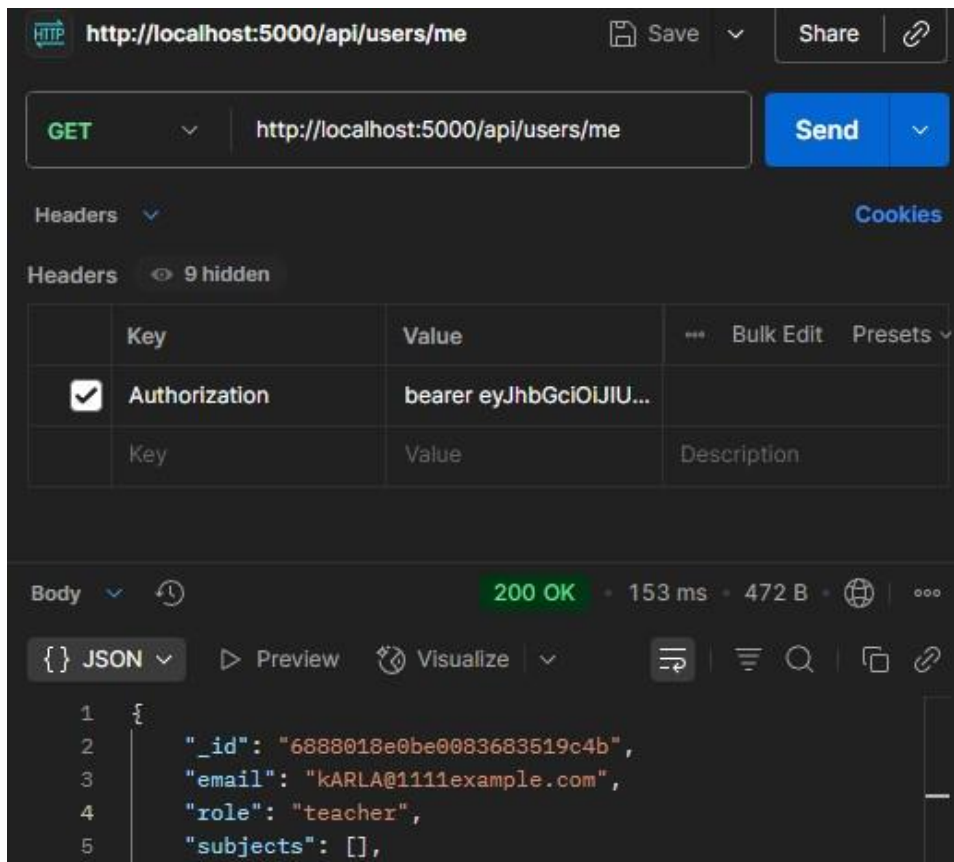 HTTP http://localhost:5000/api/users/me Save Share
GET http://localhost:5000/api/users/me Send
Headers Cookies
Headers 9 hidden
Key Value ... Bulk Edit Presets
Authorization bearer eyJhbGciOiJIU...
Key Value Description
Body 200 OK 153 ms 472 B ...
{} JSON Preview Visualize
1 {
2 "_id": "6888018e0be0083683519c4b",
3 "email": "kARLA@1111example.com",
4 "role": "teacher",
5 "subjects": [],